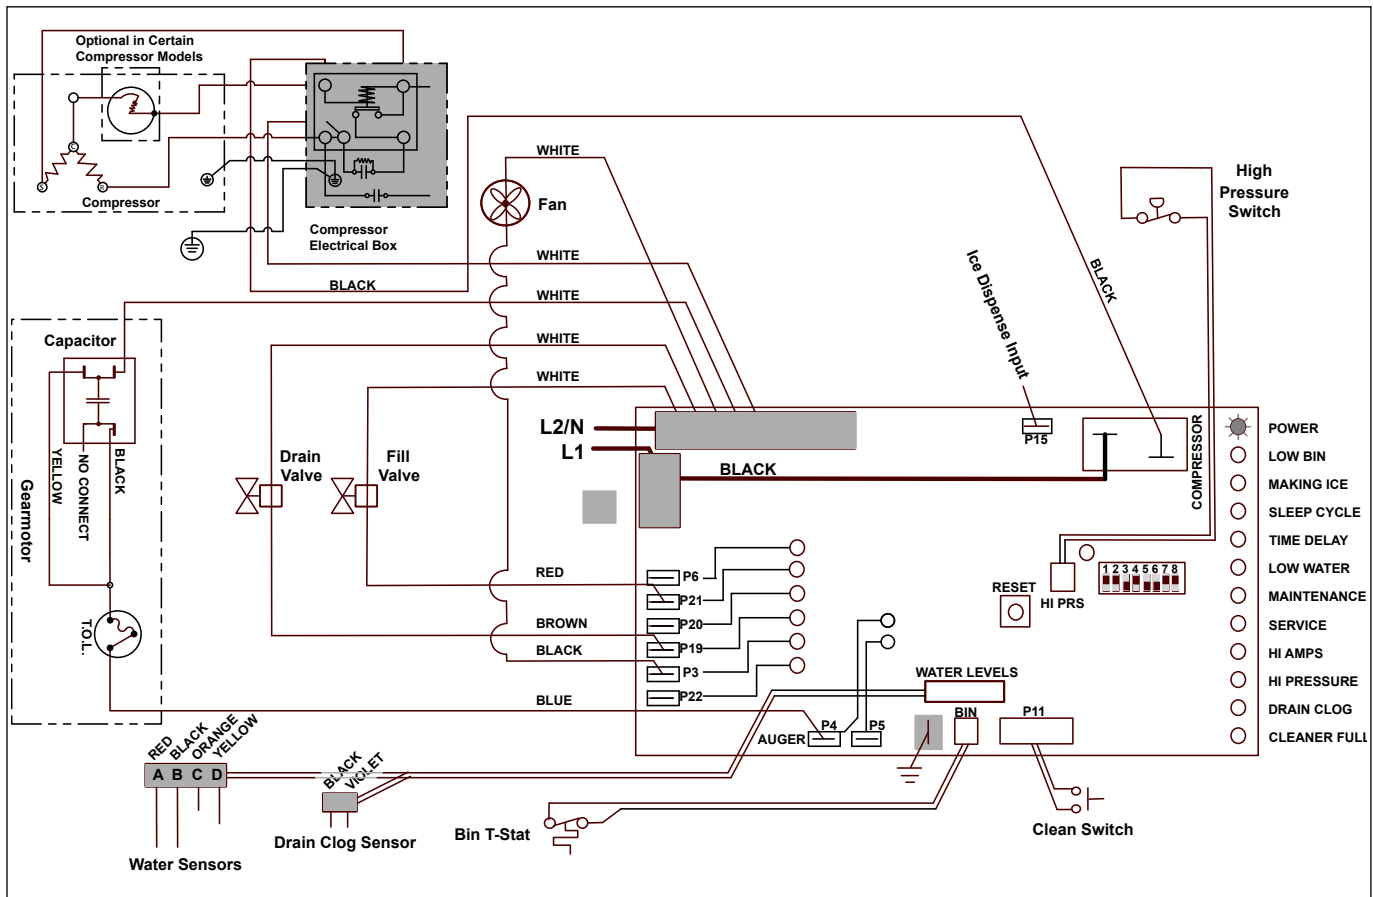 Optional in Certain
Compressor Models
C
S
R
Compressor
Compressor
Electrical Box
WHITE
Fan
WHITE
BLACK
WHITE
WHITE
WHITE
High
Pressure
Switch
BLACK
Ice Dispense Input
P15
COMPRESSOR
L2/N
L1
BLACK
Capacitor
YELLOW
NO CONNECT
BLACK
Gearmotor
T.O.L.
Drain
Valve
Fill
Valve
RED
BROWN
BLACK
BLUE
P6
P21
P20
P19
P3
P22
P4
P5
AUGER
WATER LEVELS
BIN
P11
RESET
HI PRS
1 2 3 4 5 6 7 8
POWER
LOW BIN
MAKING ICE
SLEEP CYCLE
TIME DELAY
LOW WATER
MAINTENANCE
SERVICE
HI AMPS
HI PRESSURE
DRAIN CLOG
CLEANER FULL
RED
BLACK
ORANGE
YELLOW
A B C D
Water Sensors
BLACK
VIOLET
Drain Clog Sensor
Bin T-Stat
Clean Switch